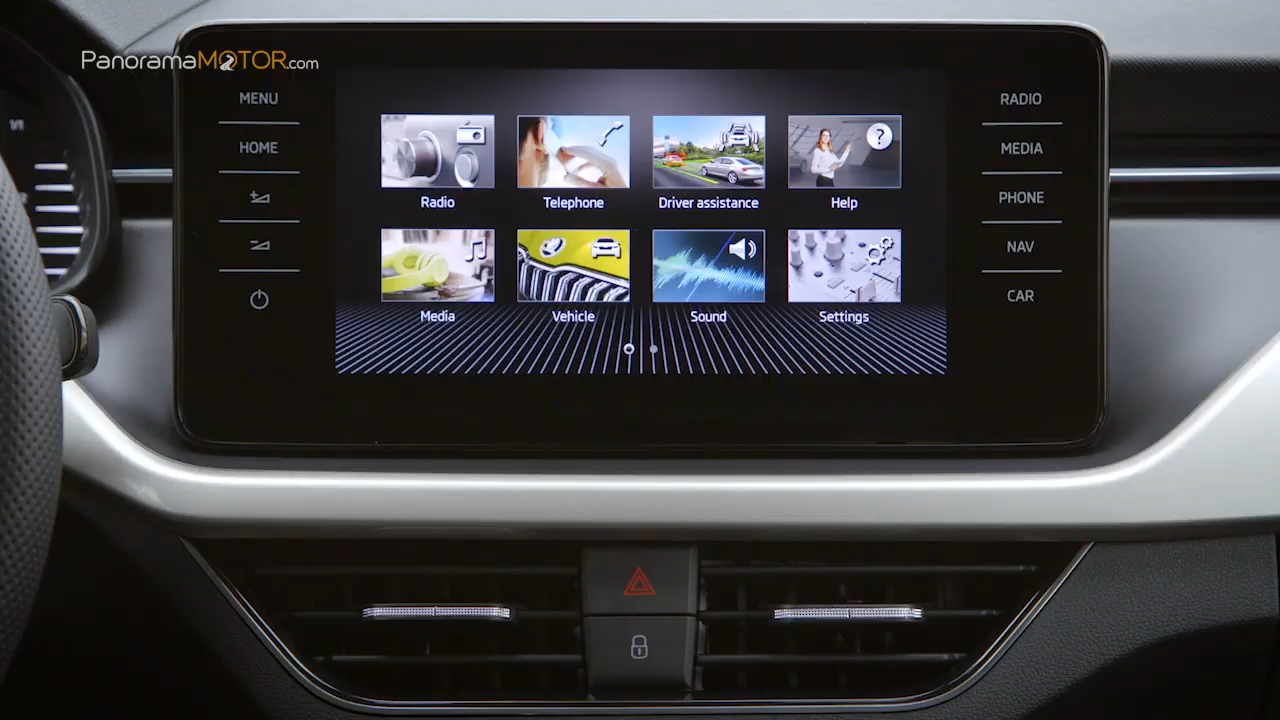 PanoramaMOTOR.com
MENU
HOME
RADIO
MEDIA
PHONE
NAV
CAR
Radio
Telephone
Driver assistance
Help
?
Media
Vehicle
Sound
Settings